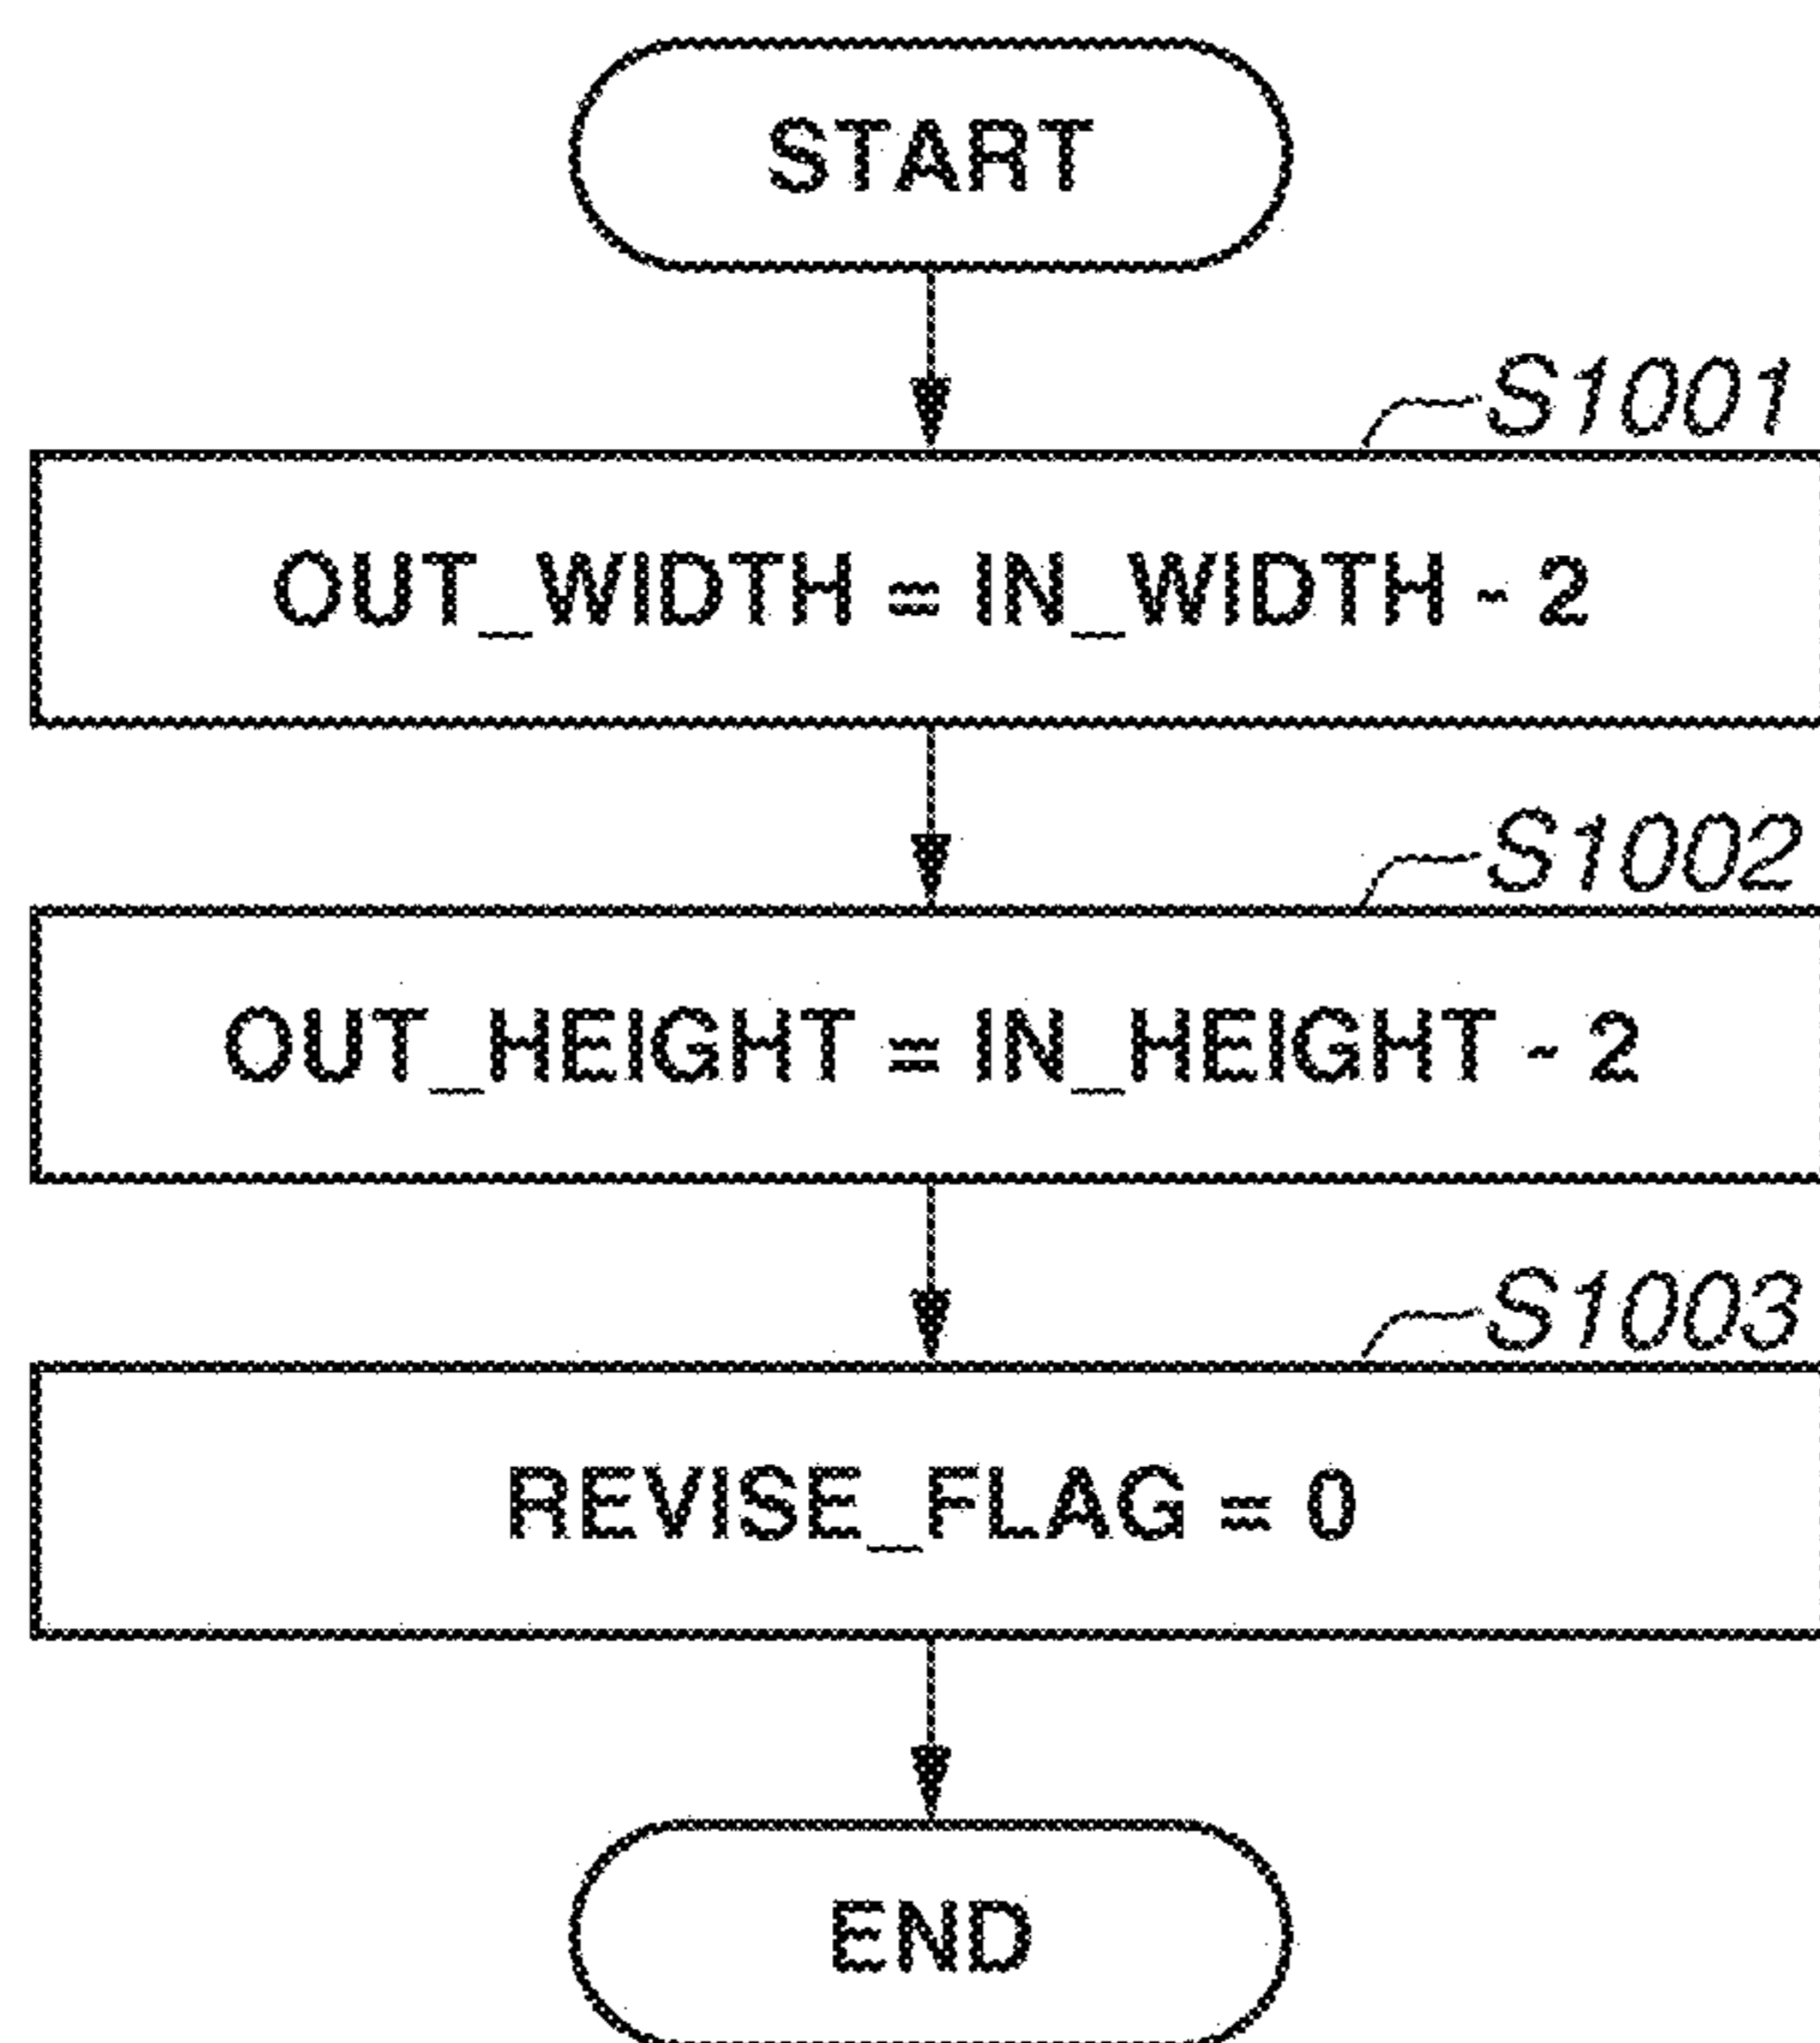 START
S1001
OUT_WIDTH = IN_WIDTH - 2
S1002
OUT_HEIGHT = IN_HEIGHT - 2
S1003
REVISE_FLAG = 0
END